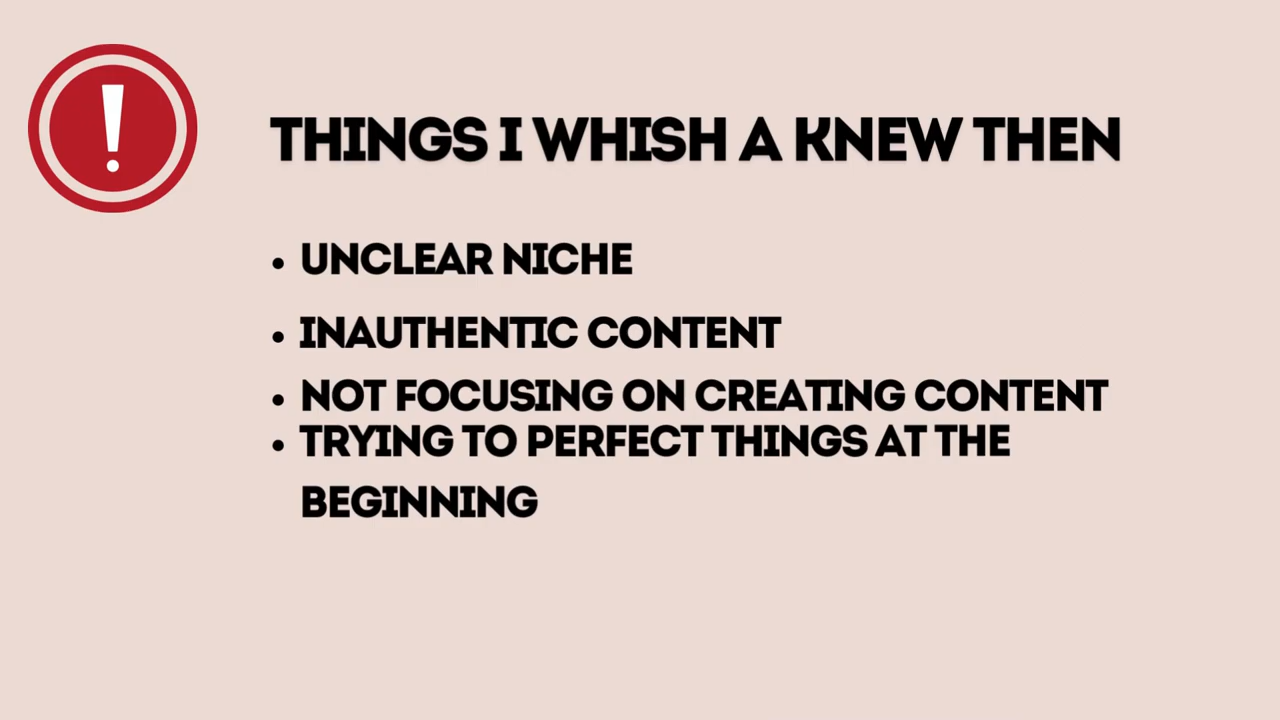 THINGS I WHISH A KNEW THEN
• UNCLEAR NICHE
• INAUTHENTIC CONTENT
• NOT FOCUSING ON CREATING CONTENT
• TRYING TO PERFECT THINGS AT THE
BEGINNING